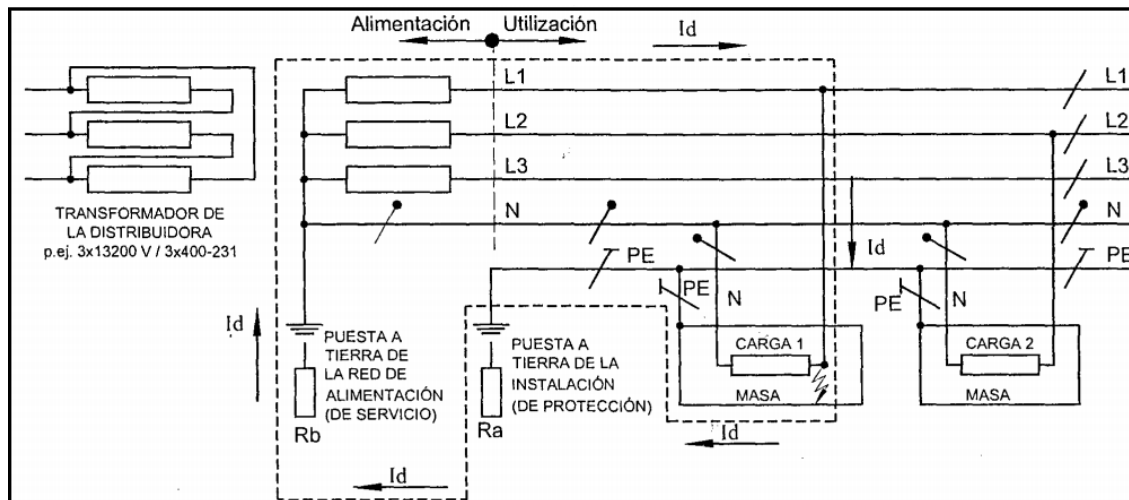 Alimentación
Utilización
Id
L1
L1
L2
L2
L3
L3
TRANSFORMADOR DE
LA DISTRIBUIDORA
p.ej. 3x13200 V / 3x400-231
N
N
Id
PE
PE
PE
N
PE
N
Id
PUESTA A
TIERRA DE
LA RED DE
ALIMENTACIÓN
(DE SERVICIO)
Rb
PUESTA A
TIERRA DE LA
INSTALACIÓN
(DE PROTECCIÓN)
Ra
CARGA 1
MASA
CARGA 2
MASA
Id
Id